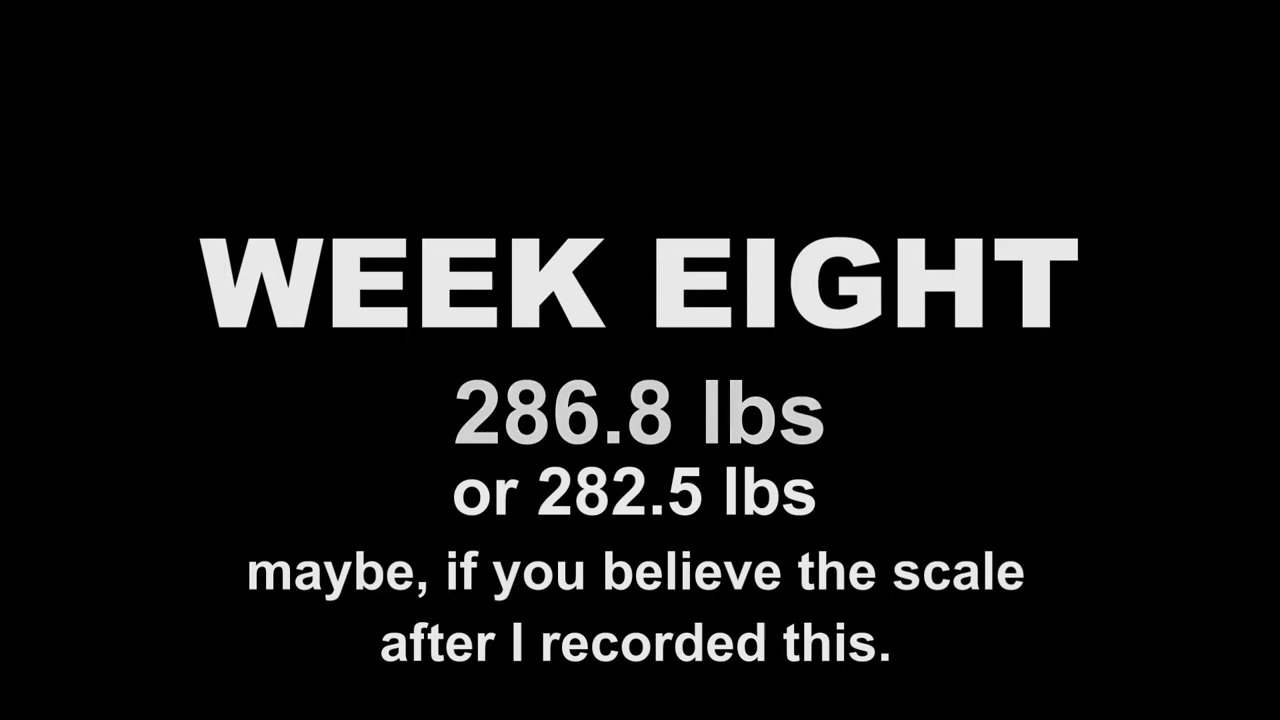 WEEK EIGHT
286.8 lbs
or 282.5 lbs
maybe, if you believe the scale
after I recorded this.